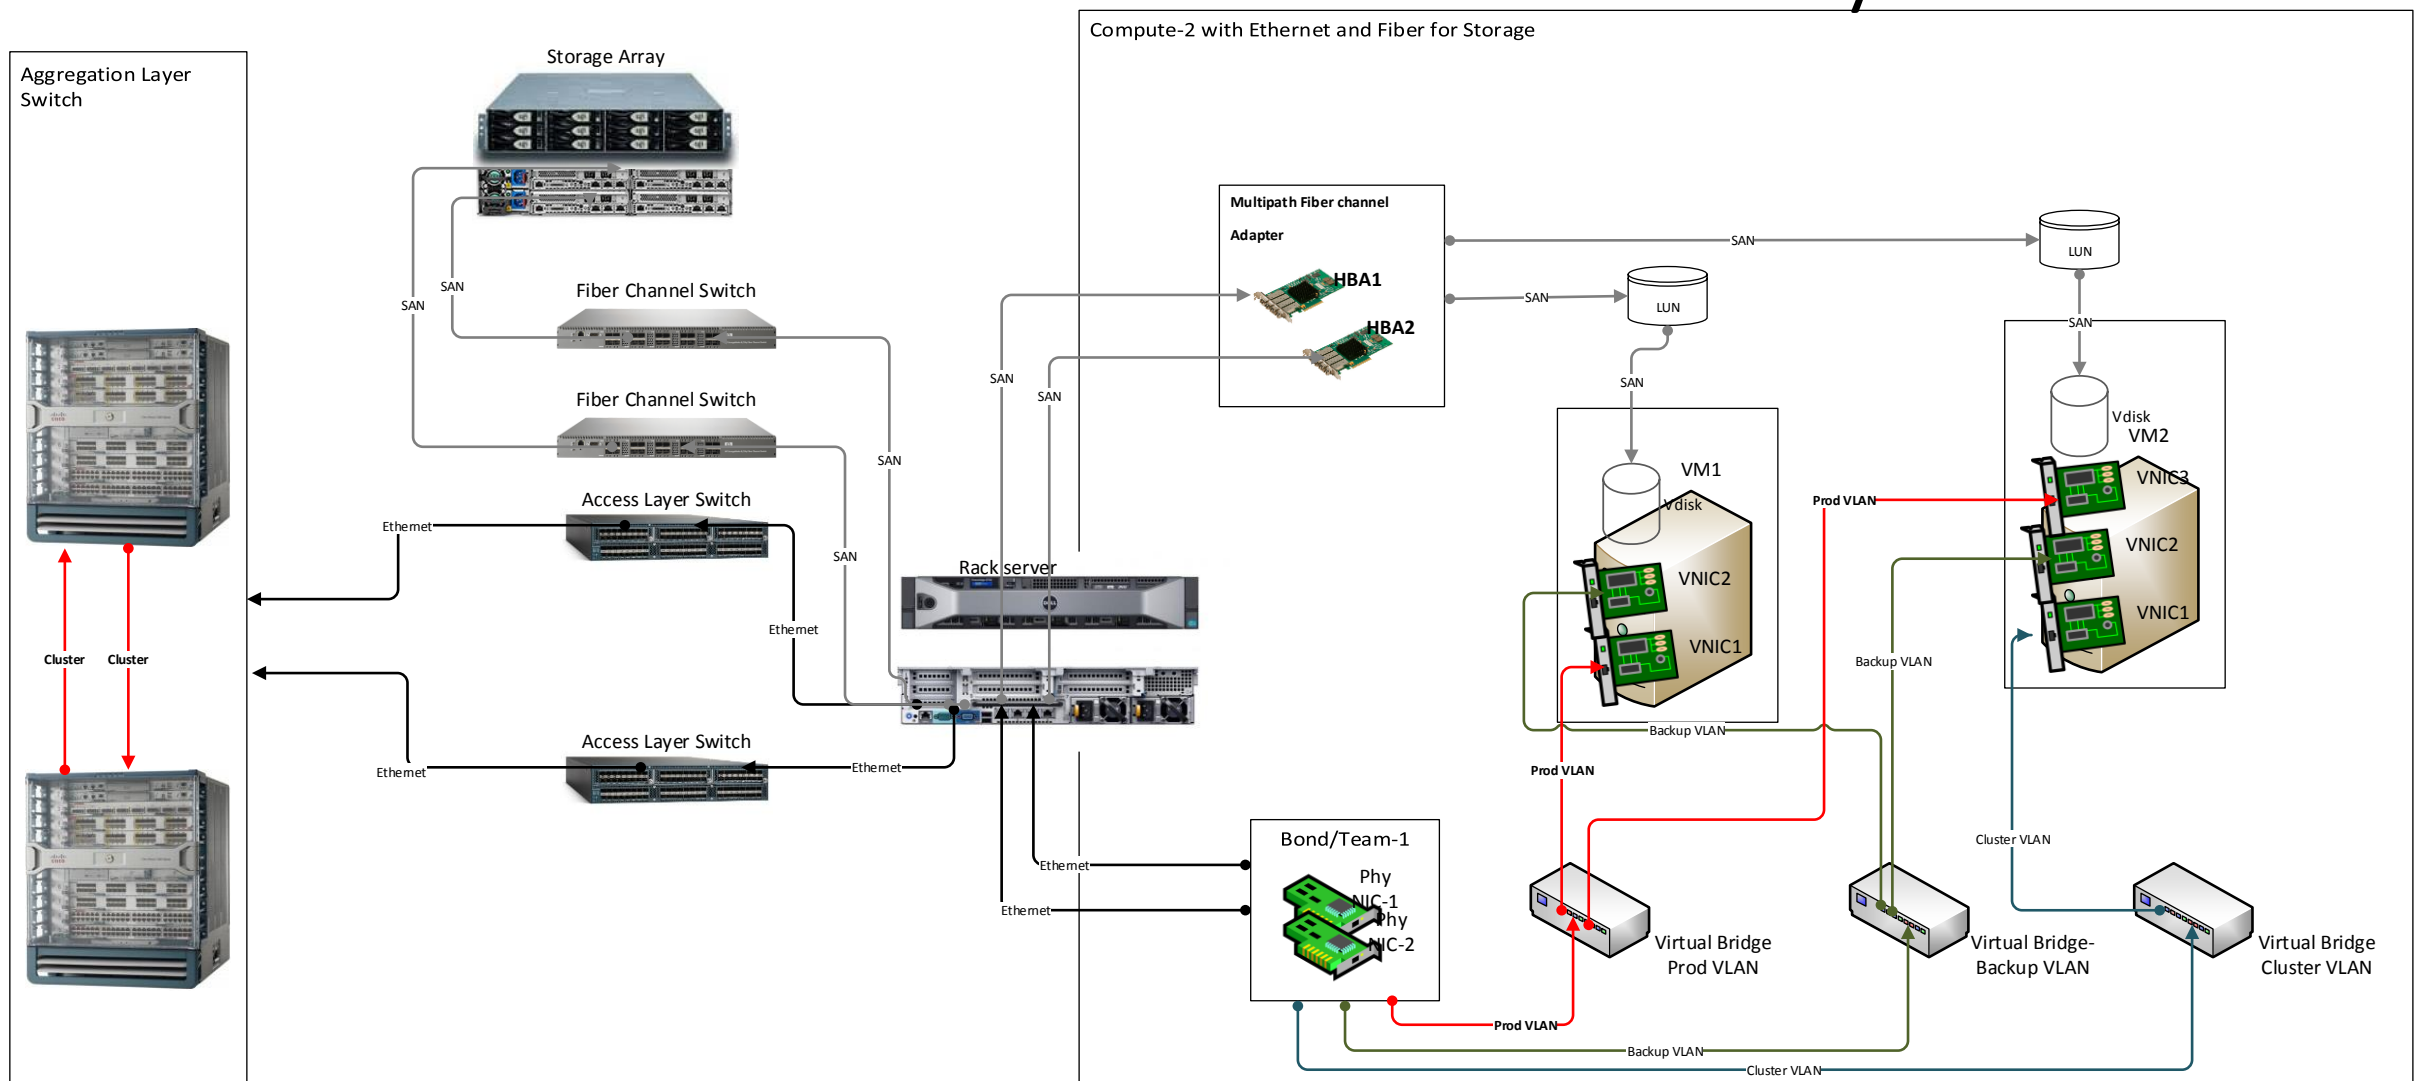 Compute-2 with Ethernet and Fiber for Storage
Aggregation Layer
Switch
Storage Array
Multipath Fiber channel
Adapter
HBA1
HBA2
SAN
LUN
SAN
LUN
SAN
SAN
SAN
SAN
Fiber Channel Switch
SAN
SAN
Fiber Channel Switch
SAN
SAN
Access Layer Switch
Ethernet
Ethernet
Rack server
Cluster
Cluster
Access Layer Switch
Ethernet
Ethernet
Vdisk
VM1
VNIC2
VNIC1
Vdisk
VM2
VNIC3
VNIC2
VNIC1
Prod VLAN
Backup VLAN
Backup VLAN
Prod VLAN
Cluster VLAN
Bond/Team-1
Phy
NIC-1
Phy
NIC-2
Ethernet
Ethernet
Virtual Bridge
Prod VLAN
Virtual Bridge-
Backup VLAN
Virtual Bridge
Cluster VLAN
Prod VLAN
Backup VLAN
Cluster VLAN